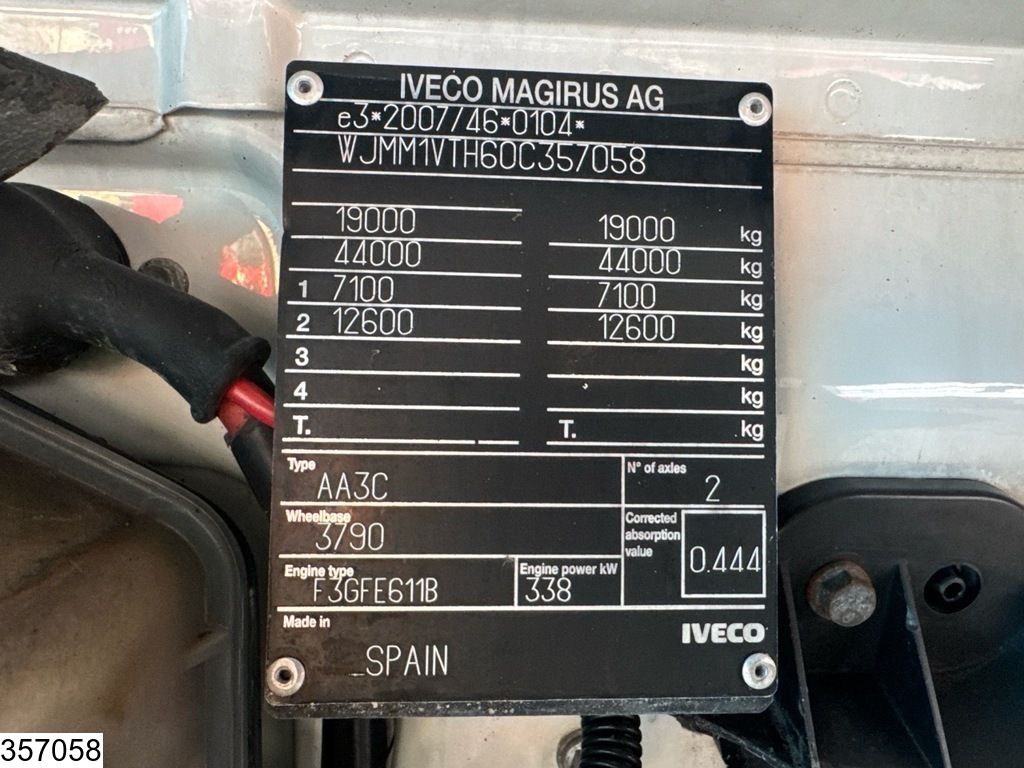 IVECO MAGIRUS AG
e3*2007/46*0104*
WJMM1VTH60C357058
19000 19000 kg
44000 44000 kg
1 7100 7100 kg
2 12600 12600 kg
3 kg
4 kg
T. T. kg
Type N° of axles
AA3C 2
Wheelbase Corrected absorption value
3790 0.444
Engine type Engine power kW
F3GFE611B 338
Made in IVECO
_SPAIN
357058